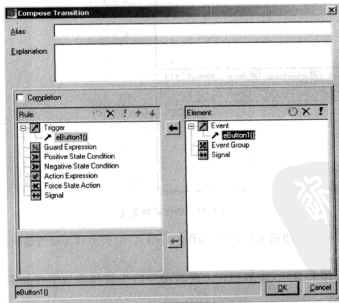 Compose Transition
Alias:
Explanation:
Completion
Rule:
Trigger
eButton1()
Guard Expression
Positive State Condition
Negative State Condition
Action Expression
Force State Action
Signal
Element:
Event
eButton1()
Event Group
Signal
eButton1()
OK
Cancel